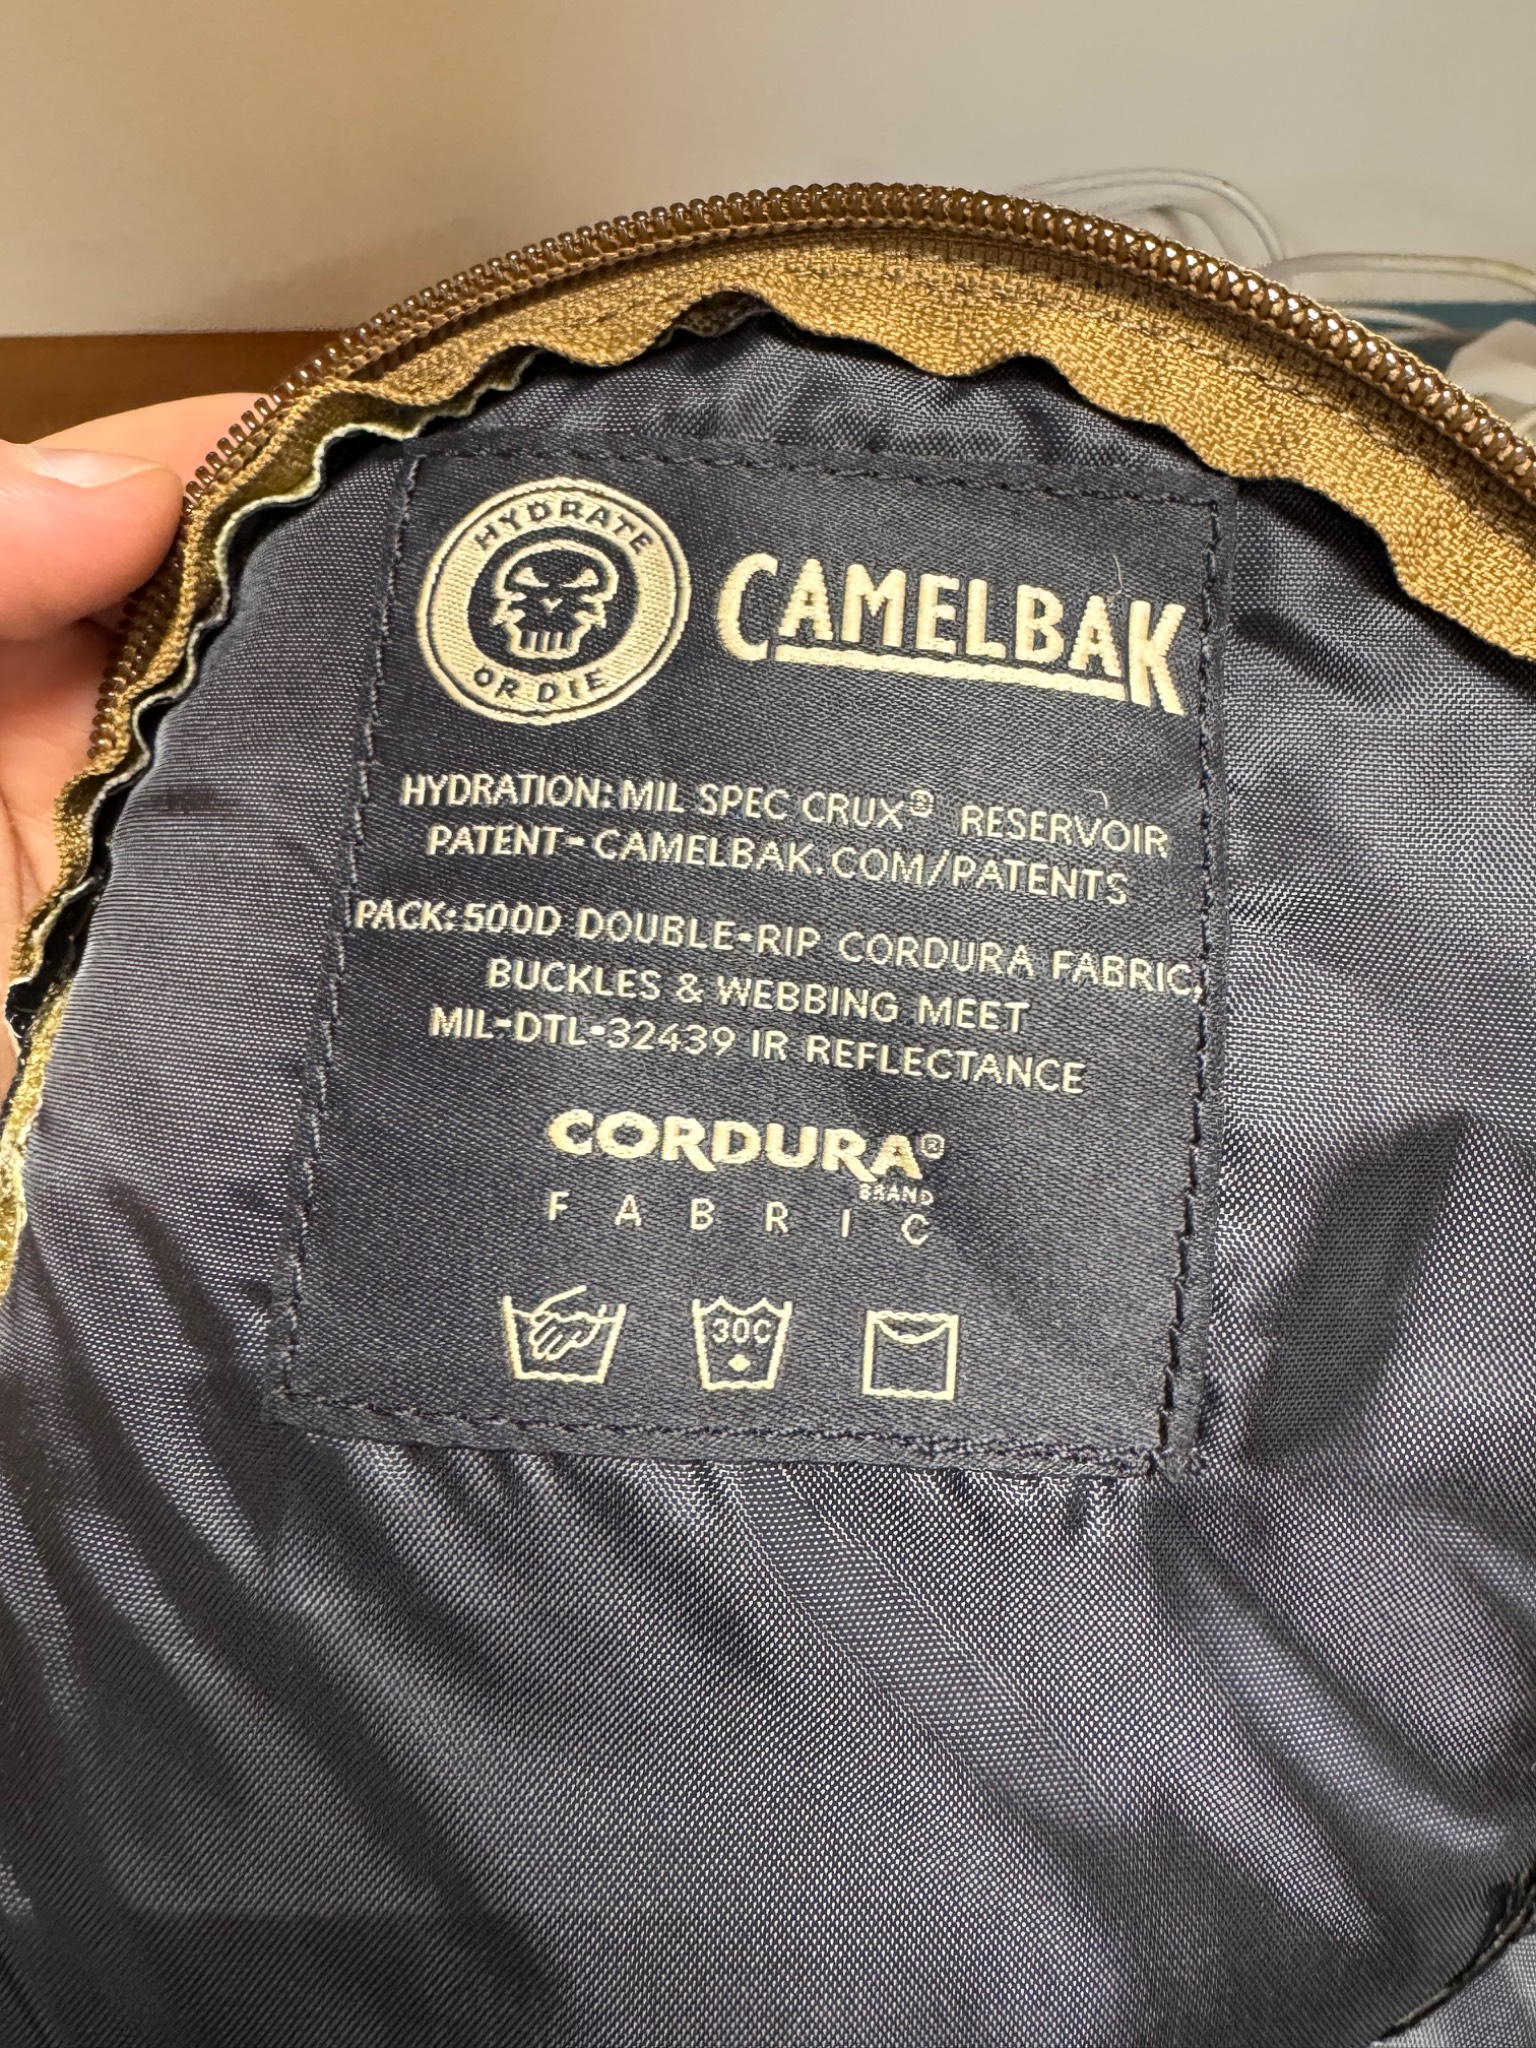 HYDRATE
OR DIE
CAMELBAK
HYDRATION: MIL SPEC CRUX® RESERVOIR
PATENT-CAMELBAK.COM/PATENTS
PACK: 500D DOUBLE-RIP CORDURA FABRIC,
BUCKLES & WEBBING MEET
MIL-DTL-32439 IR REFLECTANCE
CORDURA®
BRAND
FABRIC
30C